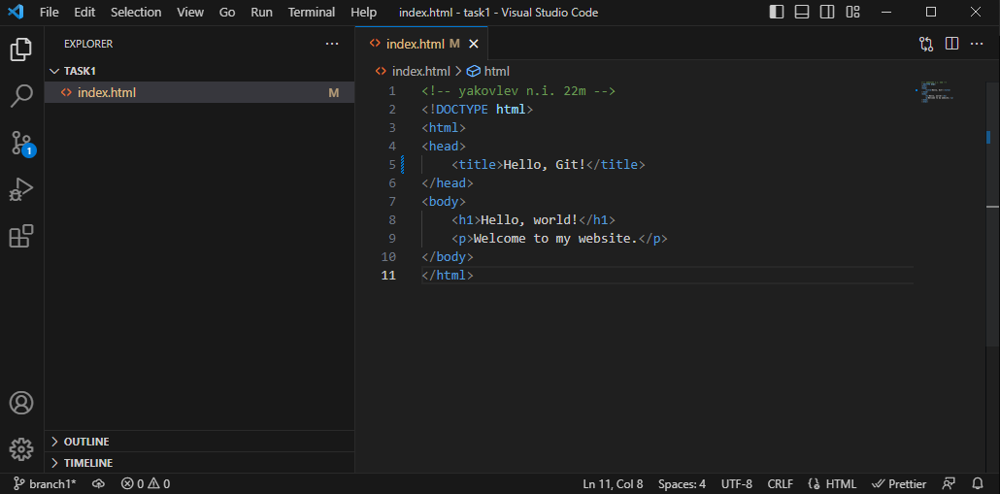 File Edit Selection View Go Run Terminal Help index.html - task1 - Visual Studio Code
EXPLORER
TASK1
index.html M
1
OUTLINE
TIMELINE
index.html M
index.html > html
1 <!-- yakovlev n.i. 22m -->
2 <!DOCTYPE html>
3 <html>
4 <head>
5     <title>Hello, Git!</title>
6 </head>
7 <body>
8     <h1>Hello, world!</h1>
9     <p>Welcome to my website.</p>
10 </body>
11 </html>
branch1* 0 0 Ln 11, Col 8 Spaces: 4 UTF-8 CRLF HTML Prettier